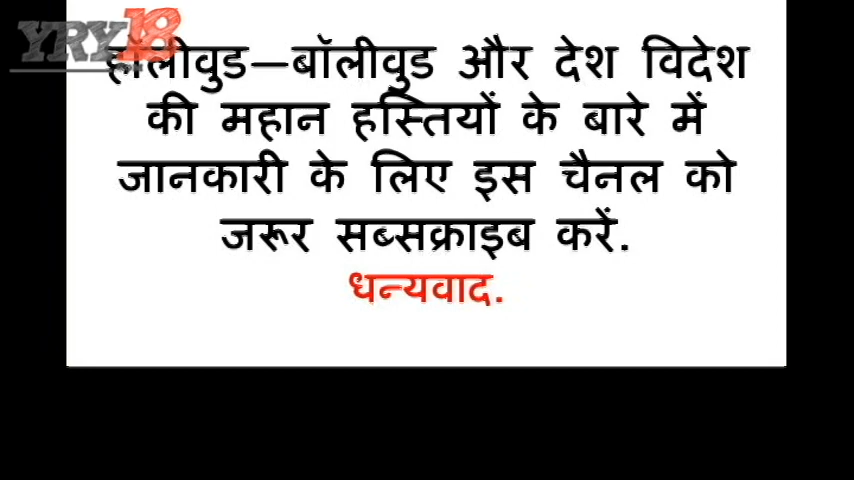 YRY18
हॉलीवुड–बॉलीवुड और देश विदेश
की महान हस्तियों के बारे में
जानकारी के लिए इस चैनल को
जरूर सब्सक्राइब करें.
धन्यवाद.